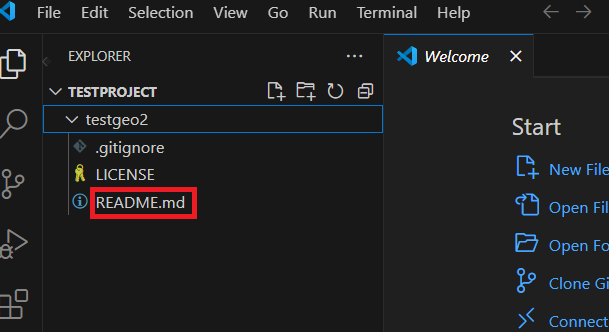 File Edit Selection View Go Run Terminal Help
EXPLORER
Welcome
TESTPROJECT
testgeo2
.gitignore
LICENSE
README.md
Start
New File
Open Fil
Open Fo
Clone Gi
Connect